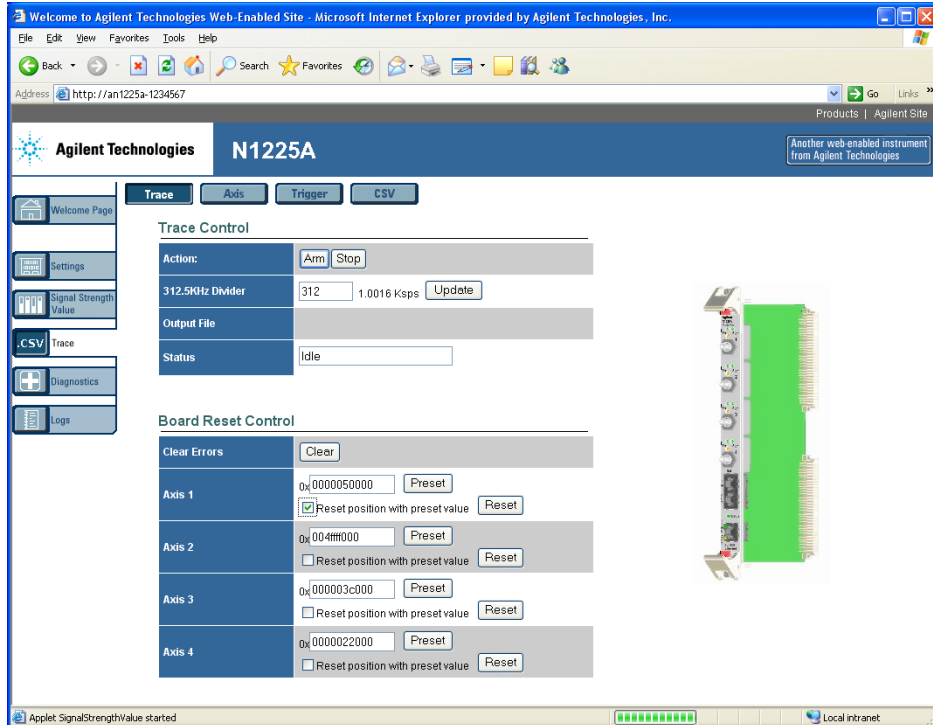 Welcome to Agilent Technologies Web-Enabled Site - Microsoft Internet Explorer provided by Agilent Technologies, Inc.
File Edit View Favorites Tools Help
Back Search Favorites
Address http://an1225a-1234567 Go Links »
Products | Agilent Site
Agilent Technologies N1225A
Another web-enabled instrument
from Agilent Technologies
Trace Axis Trigger CSV
Welcome Page
Settings
Signal Strength
Value
.CSV Trace
Diagnostics
Logs
Trace Control
Action: Arm Stop
312.5KHz Divider 312 1.0016 Ksps Update
Output File
Status Idle
Board Reset Control
Clear Errors Clear
Axis 1 0x 0000050000 Preset
Reset position with preset value Reset
Axis 2 0x 004ffff000 Preset
Reset position with preset value Reset
Axis 3 0x 000003c000 Preset
Reset position with preset value Reset
Axis 4 0x 0000022000 Preset
Reset position with preset value Reset
Applet SignalStrengthValue started Local intranet